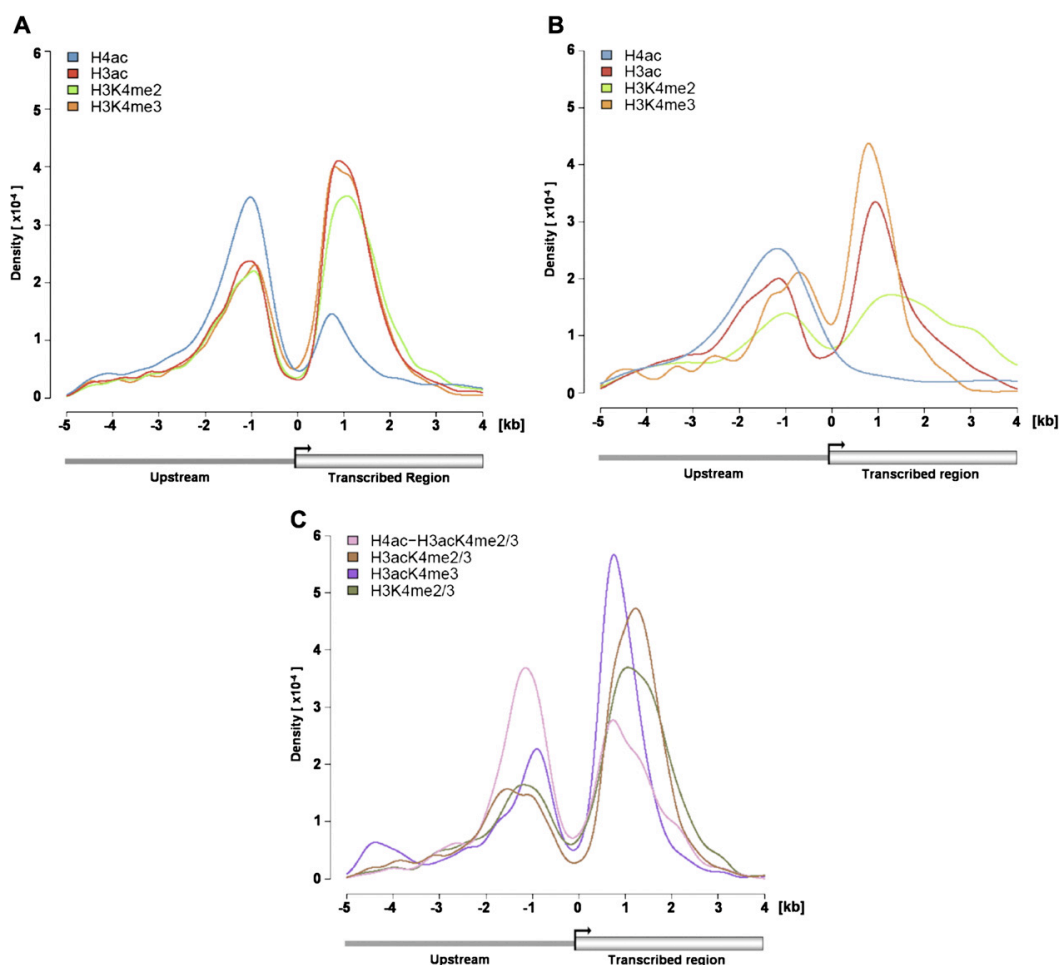 A
H4ac
H3ac
H3K4me2
H3K4me3
6
5
4
3
2
1
0
Density [ x10⁻⁴ ]
-5 -4 -3 -2 -1 0 1 2 3 4 [kb]
Upstream Transcribed Region
B
H4ac
H3ac
H3K4me2
H3K4me3
6
5
4
3
2
1
0
Density [ x10⁻⁴ ]
-5 -4 -3 -2 -1 0 1 2 3 4 [kb]
Upstream Transcribed region
C
H4ac−H3acK4me2/3
H3acK4me2/3
H3acK4me3
H3K4me2/3
6
5
4
3
2
1
0
Density [ x10⁻⁴ ]
-5 -4 -3 -2 -1 0 1 2 3 4 [kb]
Upstream Transcribed region